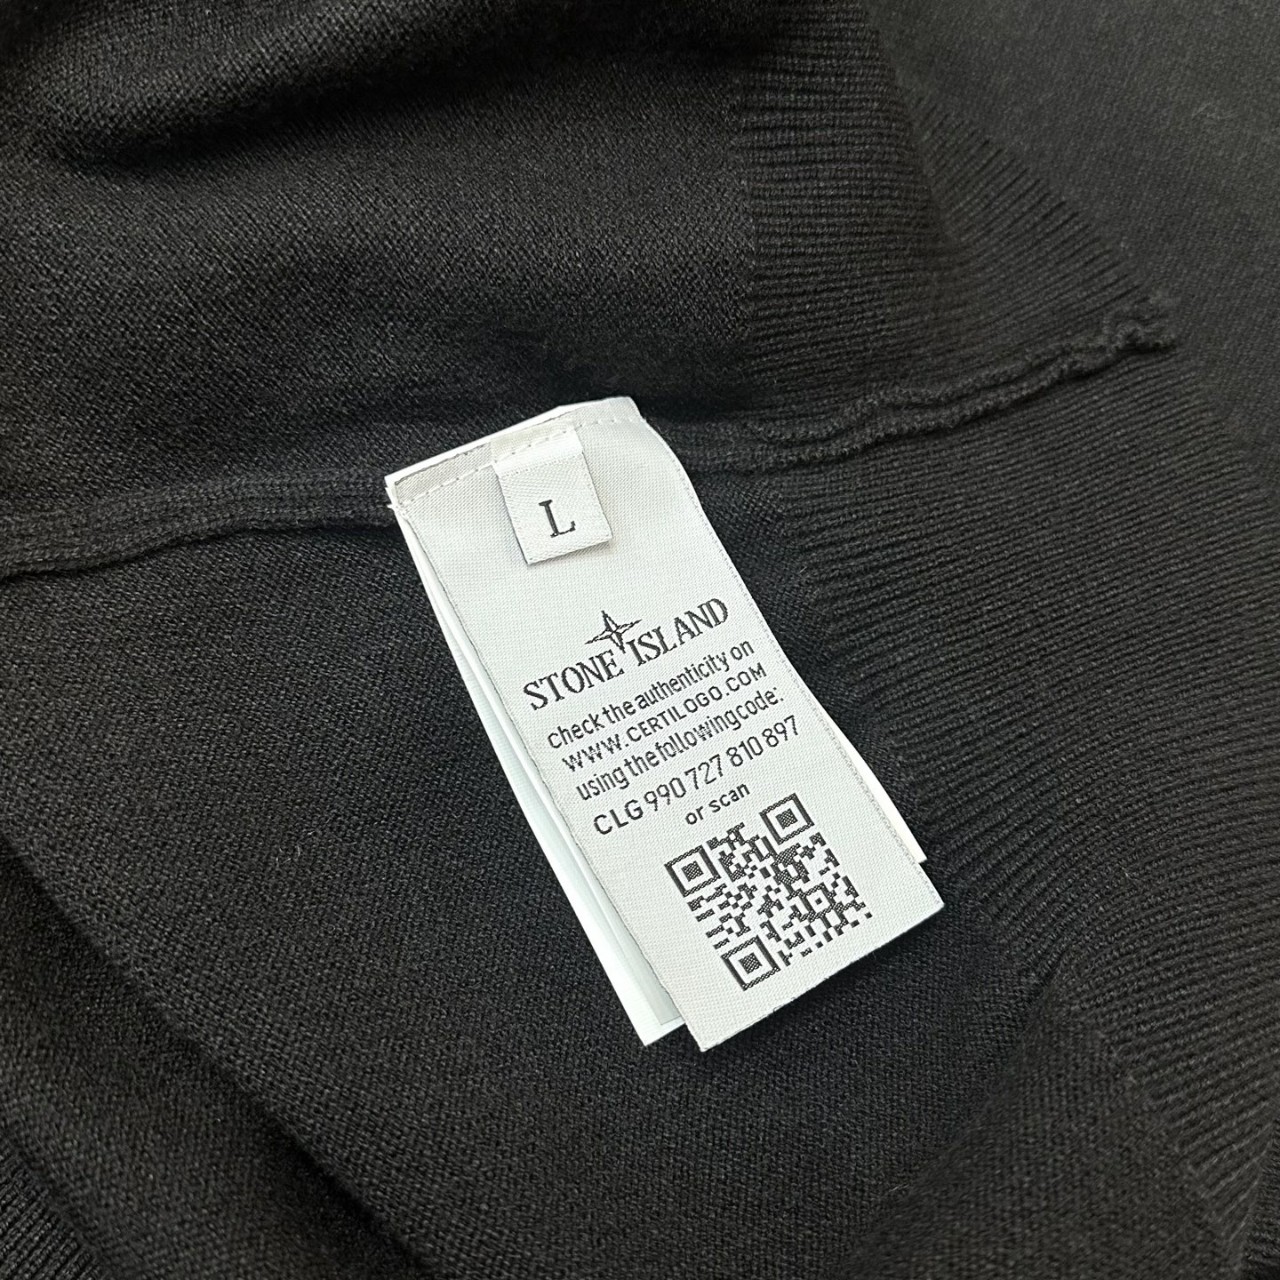 L
STONE ISLAND
Check the authenticity on
WWW.CERTILOGO.COM
using the following code:
CLG 990 727 810 897
or scan